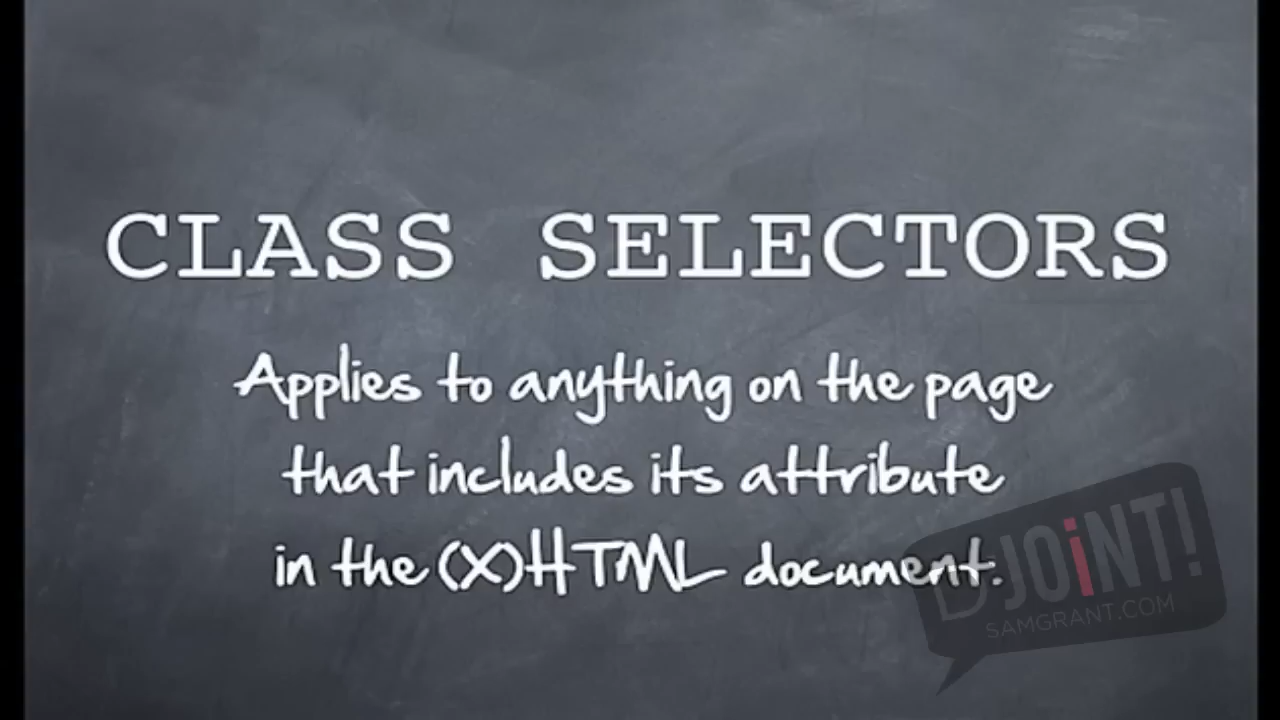 CLASS SELECTORS
Applies to anything on the page
that includes its attribute
in the (X)HTML document.
DJOiNT!
SAMGRANT.COM